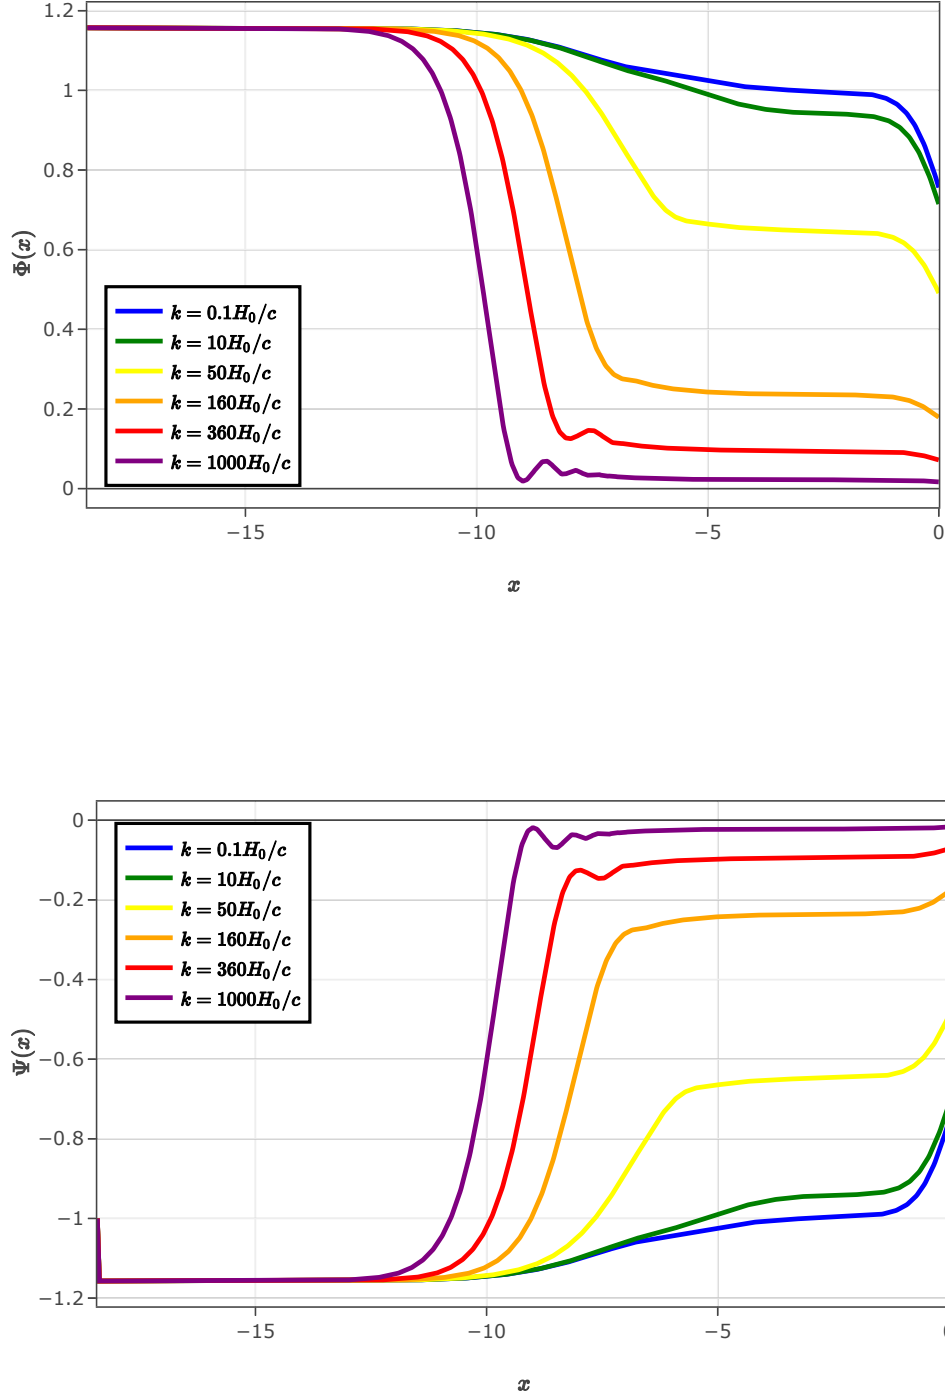 1.2
1
0.8
0.6
0.4
0.2
0
Φ(x)
k = 0.1H₀/c
k = 10H₀/c
k = 50H₀/c
k = 160H₀/c
k = 360H₀/c
k = 1000H₀/c
−15
−10
−5
0
x
0
−0.2
−0.4
−0.6
−0.8
−1
−1.2
Ψ(x)
k = 0.1H₀/c
k = 10H₀/c
k = 50H₀/c
k = 160H₀/c
k = 360H₀/c
k = 1000H₀/c
−15
−10
−5
x